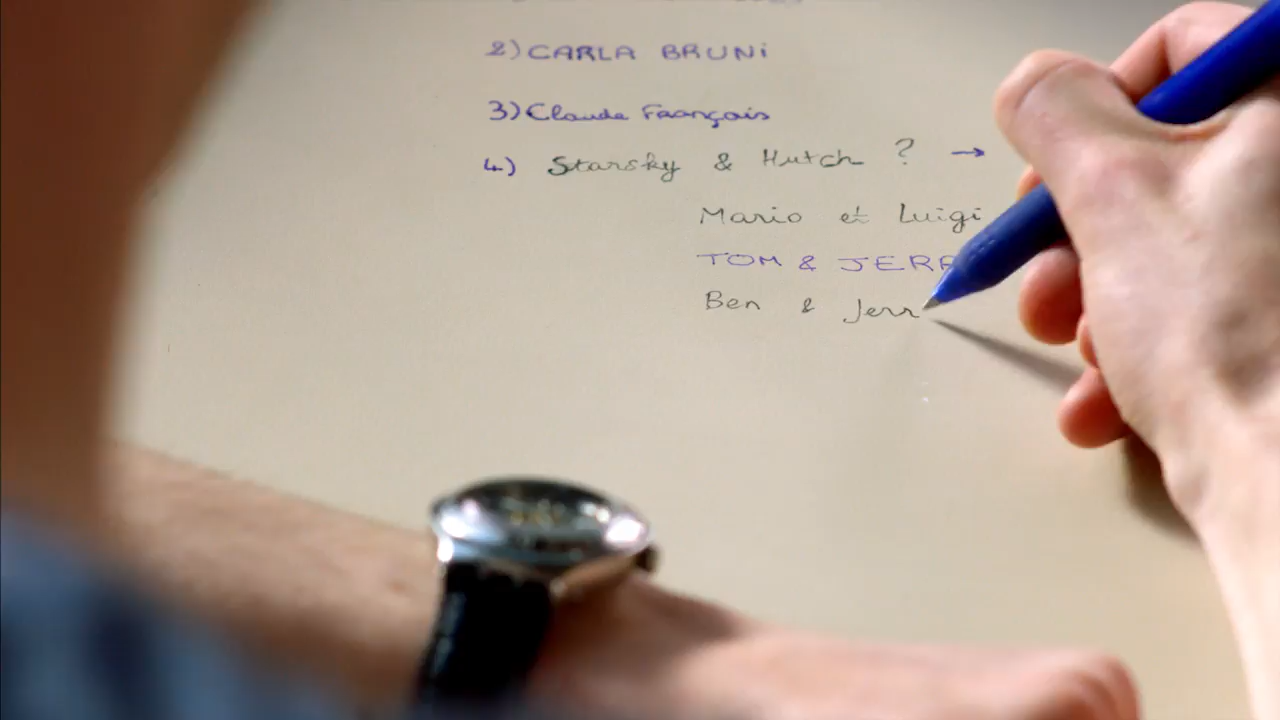 2) CARLA BRUNi
3) Claude François
4) Starsky & Hutch ? →
Mario et Luigi
TOM & JERR
Ben & Jerr